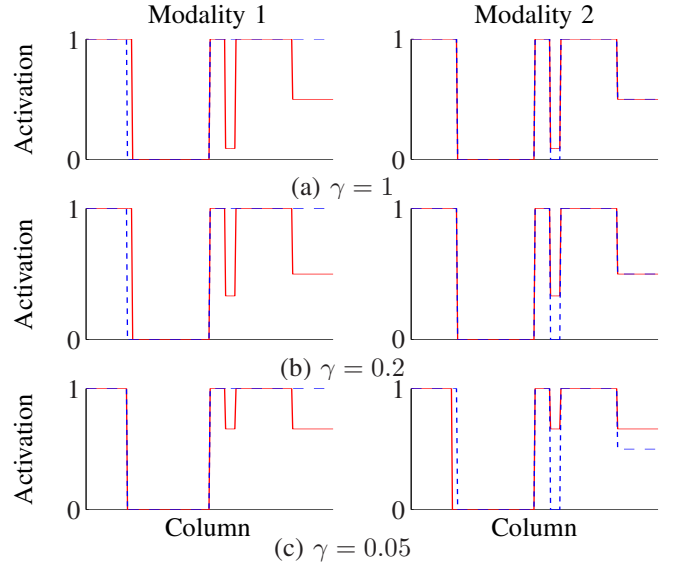 Modality 1 Modality 2
Activation
1
0
1
0
(a) γ = 1
Activation
1
0
1
0
(b) γ = 0.2
Activation
1
0
1
0
Column Column
(c) γ = 0.05